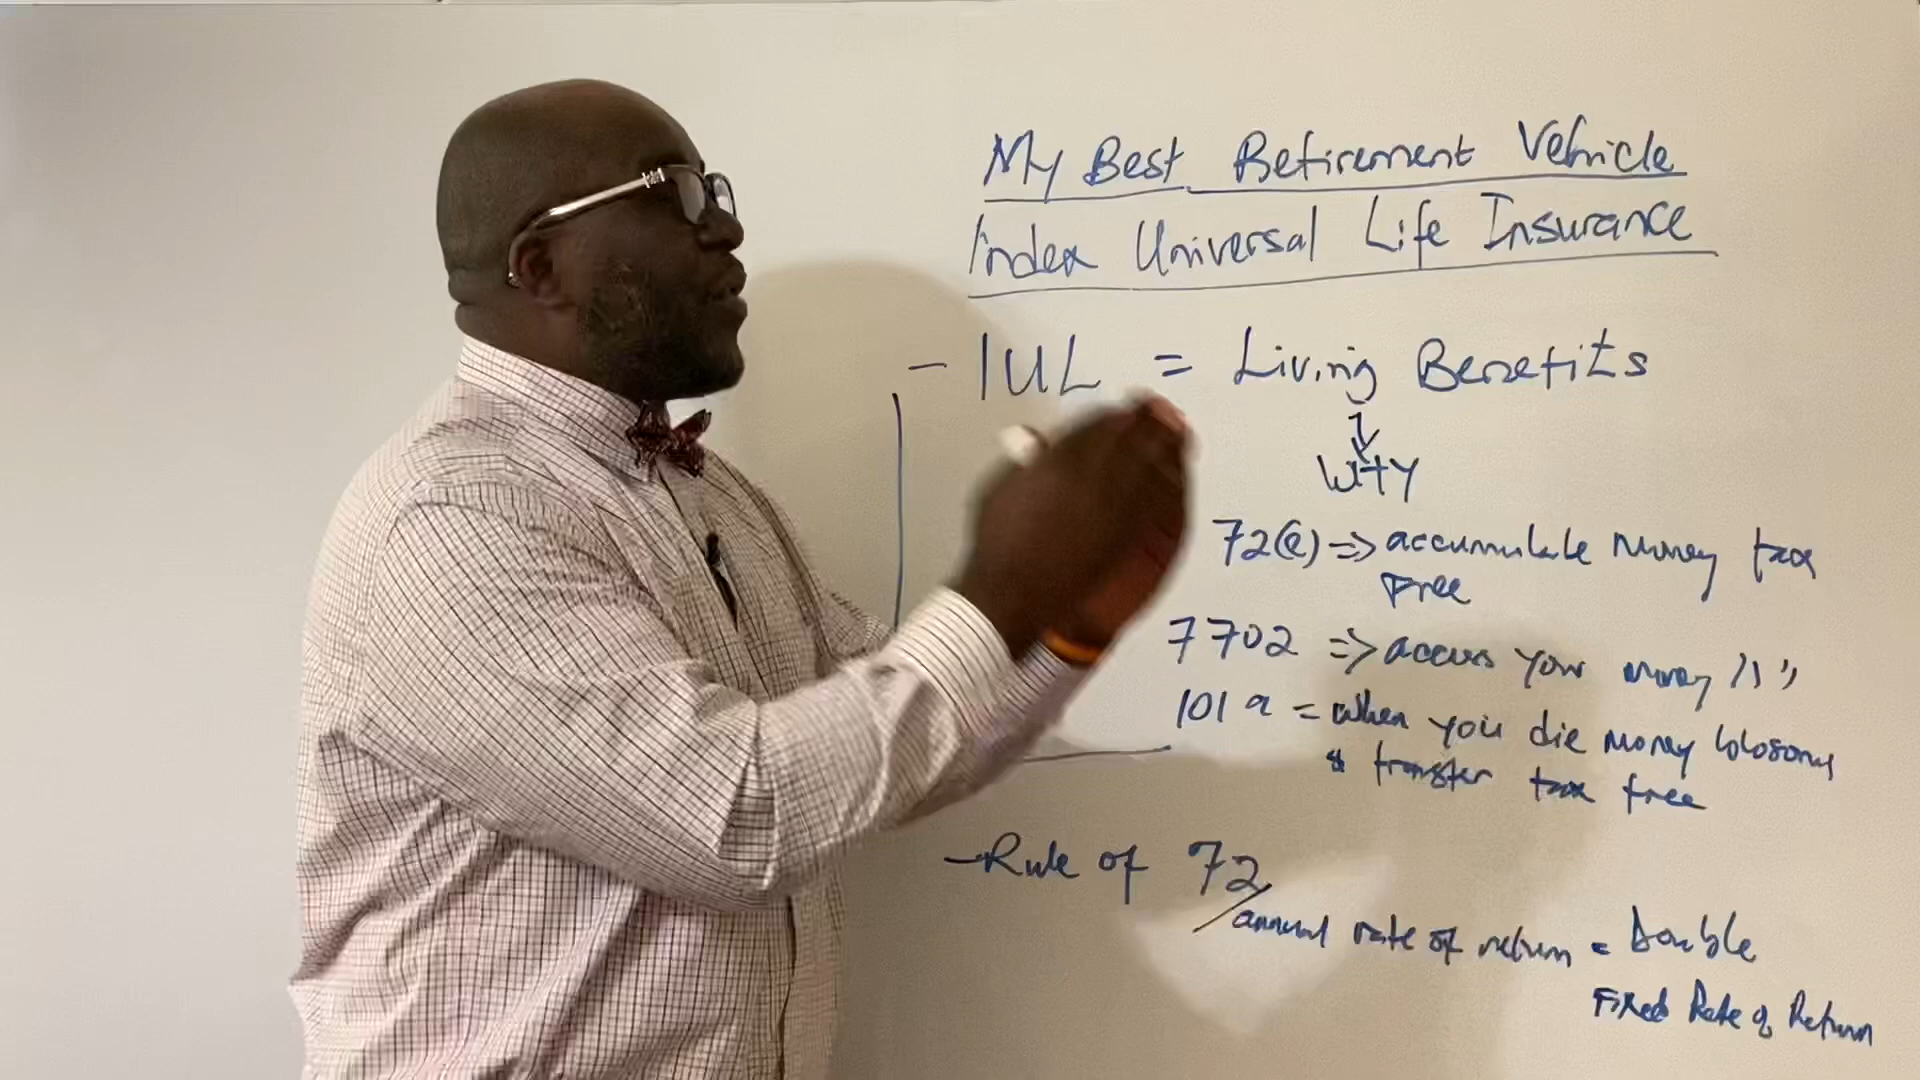 My Best Retirement Vehicle
Index Universal Life Insurance
- IUL = Living Benefits
WHY
72(e) => accumulate money tax
Free
7702 => access your money " "
101 a = when you die money blosoms
& transfer tax free
- Rule of 72
/ annual rate of return = Double
Fixed Rate of Return